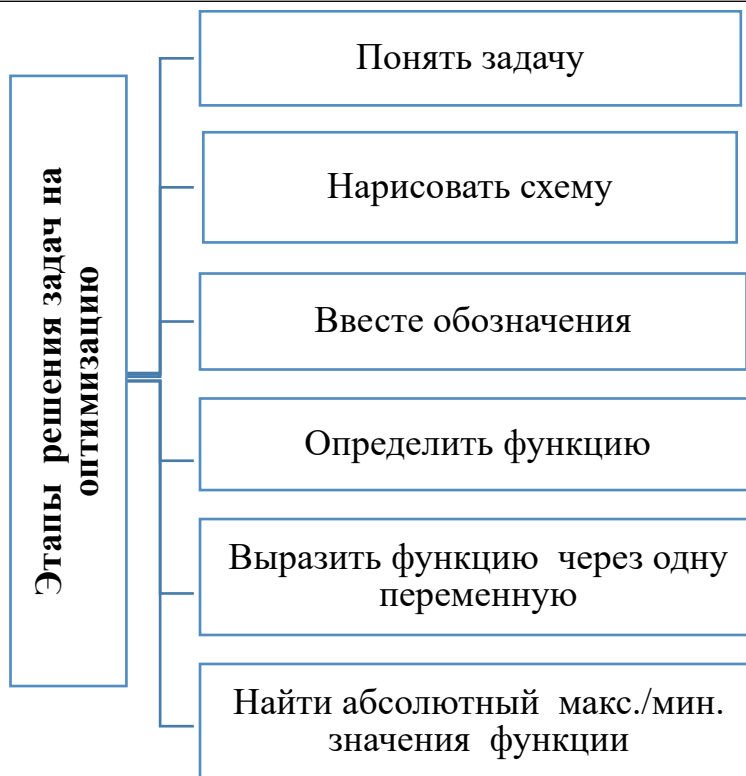 Этапы решения задач на
оптимизацию
Понять задачу
Нарисовать схему
Ввесте обозначения
Определить функцию
Выразить функцию через одну
переменную
Найти абсолютный макс./мин.
значения функции